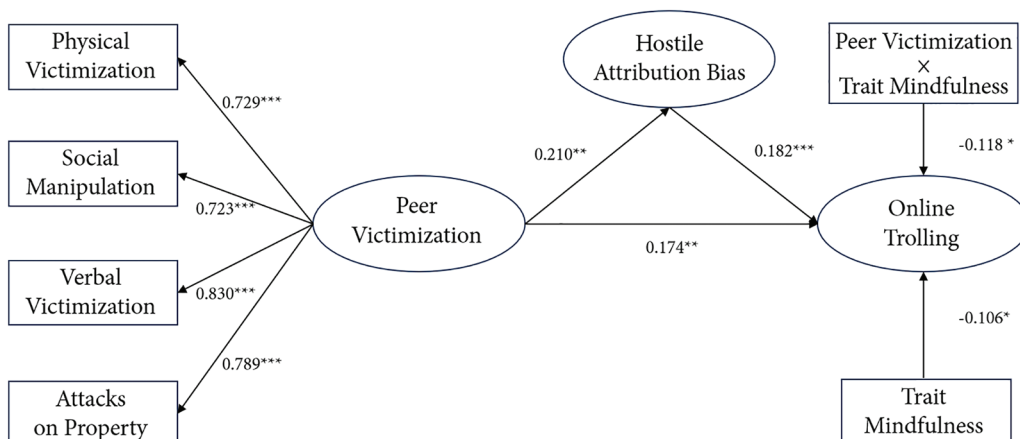 Physical
Victimization
0.729***
Social
Manipulation
0.723***
Verbal
Victimization
0.830***
Attacks
on Property
0.789***
Peer
Victimization
Hostile
Attribution Bias
0.210**
0.182***
0.174**
Peer Victimization
×
Trait Mindfulness
-0.118 *
Online
Trolling
-0.106*
Trait
Mindfulness